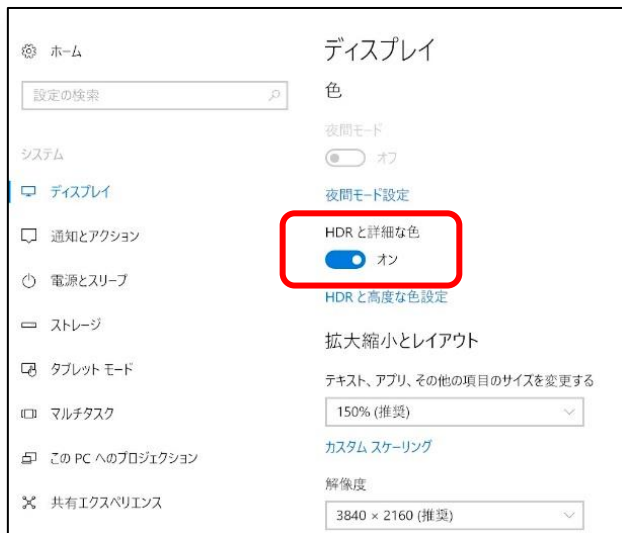 ホーム
設定の検索
システム
ディスプレイ
通知とアクション
電源とスリープ
ストレージ
タブレット モード
マルチタスク
この PC へのプロジェクション
共有エクスペリエンス
ディスプレイ
色
夜間モード
オフ
夜間モード設定
HDR と詳細な色
オン
HDR と高度な色設定
拡大縮小とレイアウト
テキスト、アプリ、その他の項目のサイズを変更する
150% (推奨)
カスタム スケーリング
解像度
3840 × 2160 (推奨)